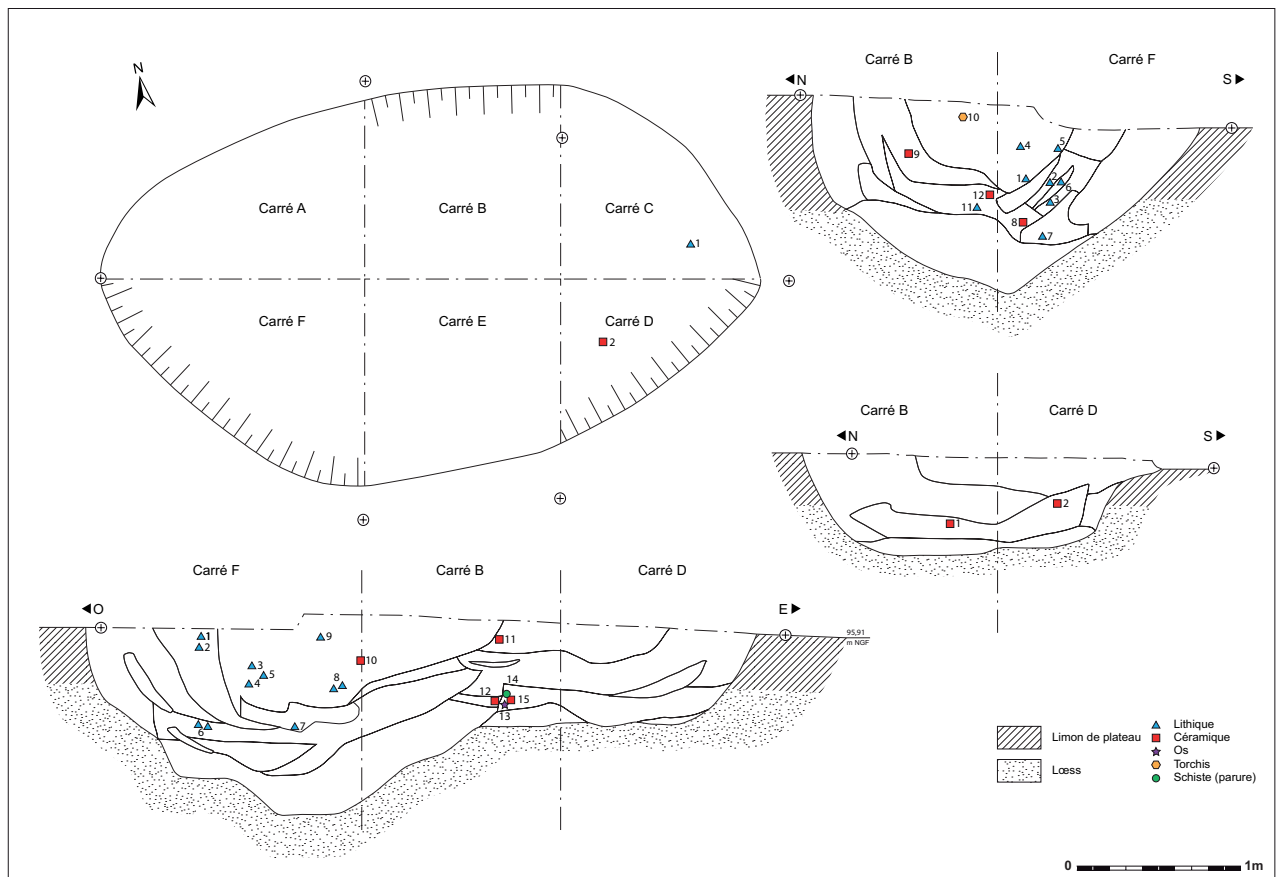 N
Carré A
Carré B
Carré C
1
Carré F
Carré E
Carré D
2
Carré B
Carré F
N
S
10
4
5
9
1
2
6
12
3
11
8
7
Carré B
Carré D
N
S
2
1
Carré F
Carré B
Carré D
O
E
95,91
m NGF
1
2
9
11
3
10
5
4
8
14
12
15
13
6
7
Limon de plateau
Lœss
Lithique
Céramique
Os
Torchis
Schiste (parure)
0
1m